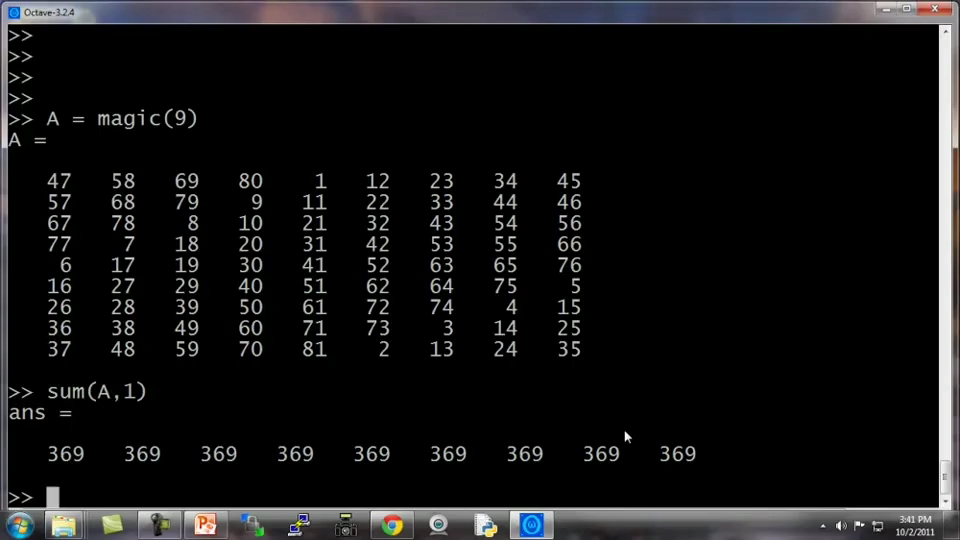 Octave-3.2.4
>>
>>
>>
>>
>> A = magic(9)
A =
47 58 69 80 1 12 23 34 45
57 68 79 9 11 22 33 44 46
67 78 8 10 21 32 43 54 56
77 7 18 20 31 42 53 55 66
6 17 19 30 41 52 63 65 76
16 27 29 40 51 62 64 75 5
26 28 39 50 61 72 74 4 15
36 38 49 60 71 73 3 14 25
37 48 59 70 81 2 13 24 35
>> sum(A,1)
ans =
369 369 369 369 369 369 369 369 369
>>
3:41 PM
10/2/2011